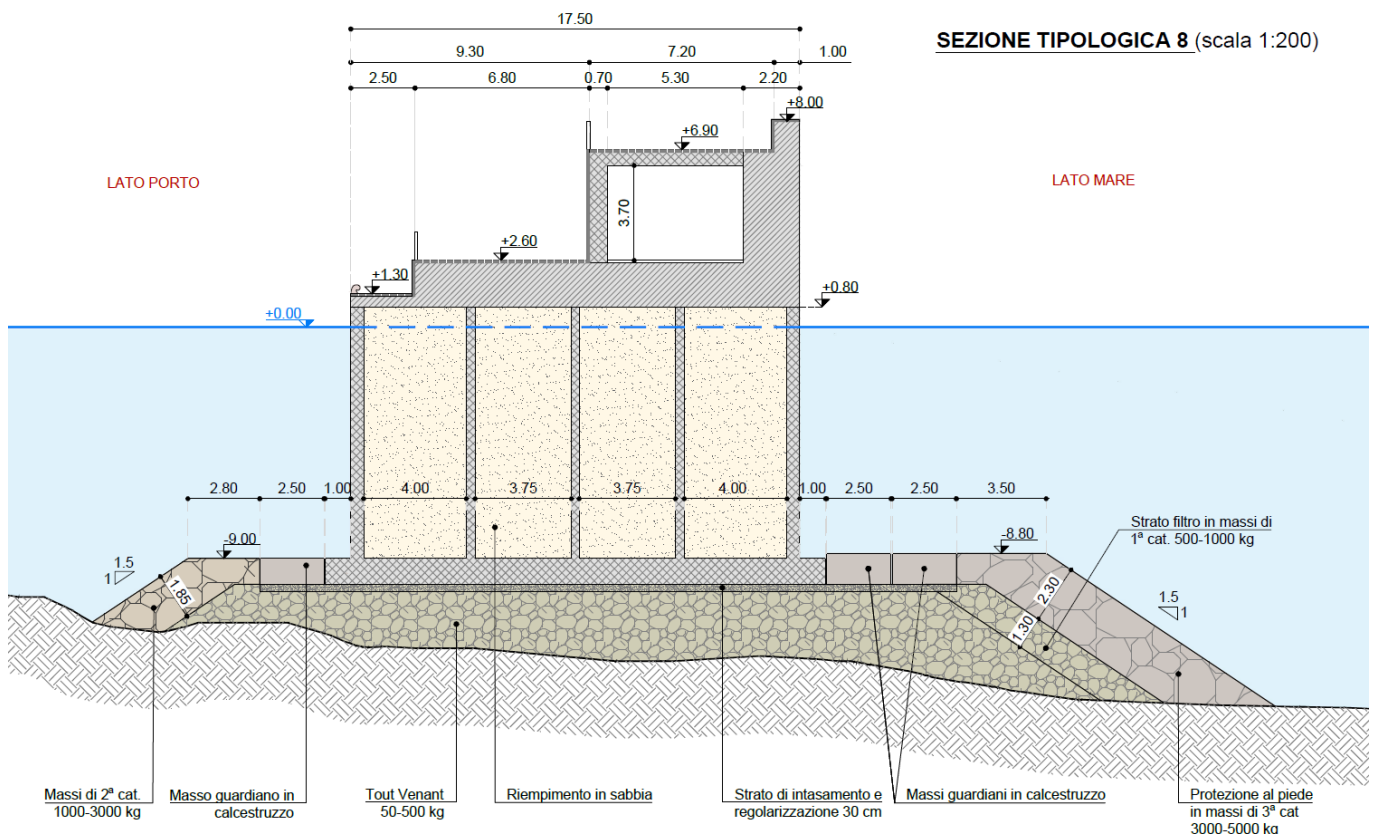 17.50
SEZIONE TIPOLOGICA 8 (scala 1:200)
9.30 7.20 1.00
2.50 6.80 0.70 5.30 2.20
+8.00
+6.90
LATO PORTO
LATO MARE
3.70
+2.60
+1.30
+0.80
+0.00
2.80 2.50 1.00 4.00 3.75 3.75 4.00 1.00 2.50 2.50 3.50
Strato filtro in massi di
1ª cat. 500-1000 kg
-9.00
-8.80
1.5
1
1.85
2.30
1.5
1
1.30
Massi di 2ª cat.
1000-3000 kg
Masso guardiano in
calcestruzzo
Tout Venant
50-500 kg
Riempimento in sabbia
Strato di intasamento e
regolarizzazione 30 cm
Massi guardiani in calcestruzzo
Protezione al piede
in massi di 3ª cat
3000-5000 kg